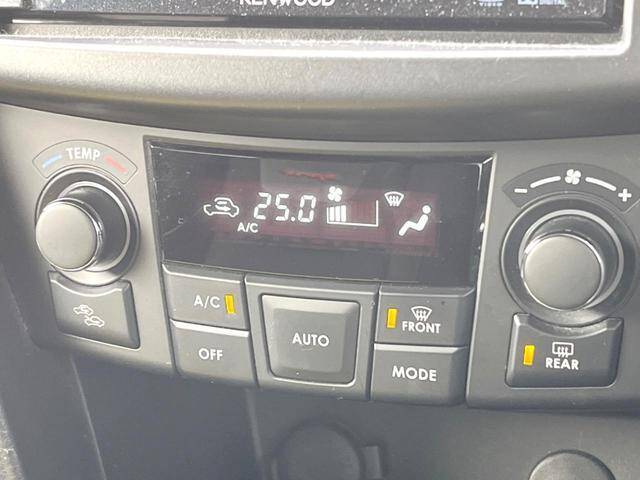 KENWOOD
TEMP
25.0
A/C
- +
A/C
AUTO
FRONT
OFF
MODE
REAR